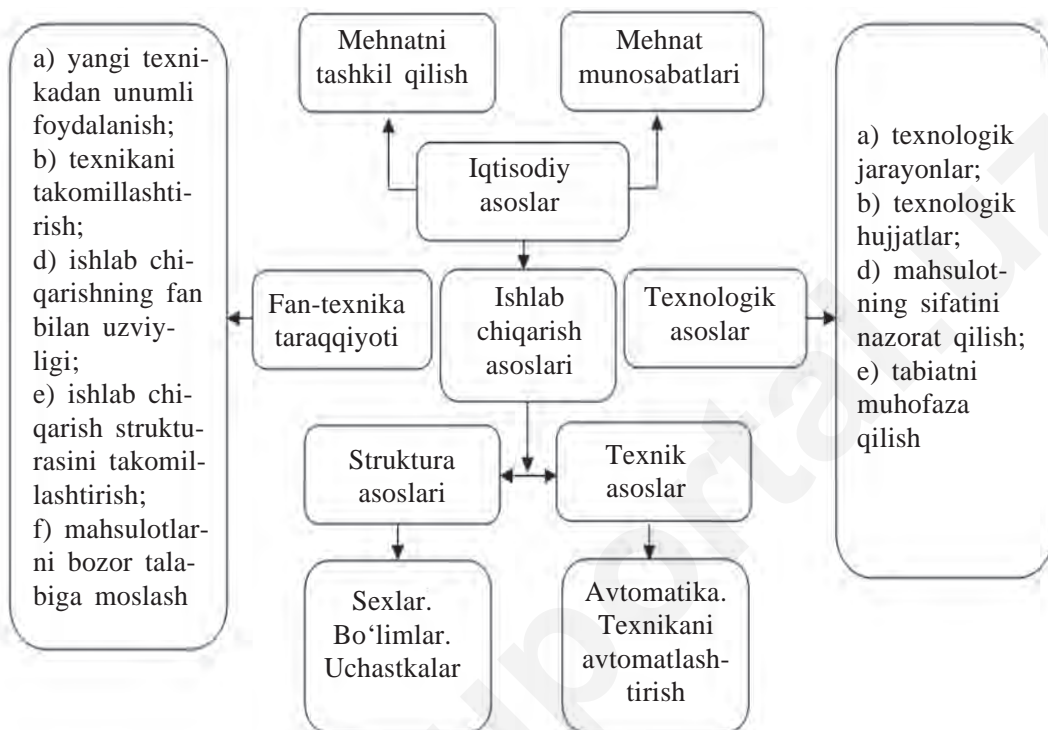 a) yangi texni-
kadan unumli
foydalanish;
b) texnikani
takomillashti-
rish;
d) ishlab chi-
qarishning fan
bilan uzviy-
ligi;
e) ishlab chi-
qarish struktu-
rasini takomil-
lashtirish;
f) mahsulotlar-
ni bozor tala-
biga moslash
Mehnatni
tashkil qilish
Mehnat
munosabatlari
Iqtisodiy
asoslar
Fan-texnika
taraqqiyoti
Ishlab
chiqarish
asoslari
Texnologik
asoslar
Struktura
asoslari
Texnik
asoslar
Sexlar.
Bo‘limlar.
Uchastkalar
Avtomatika.
Texnikani
avtomatlash-
tirish
a) texnologik
jarayonlar;
b) texnologik
hujjatlar;
d) mahsulot-
ning sifatini
nazorat qilish;
e) tabiatni
muhofaza
qilish
uportal.uz